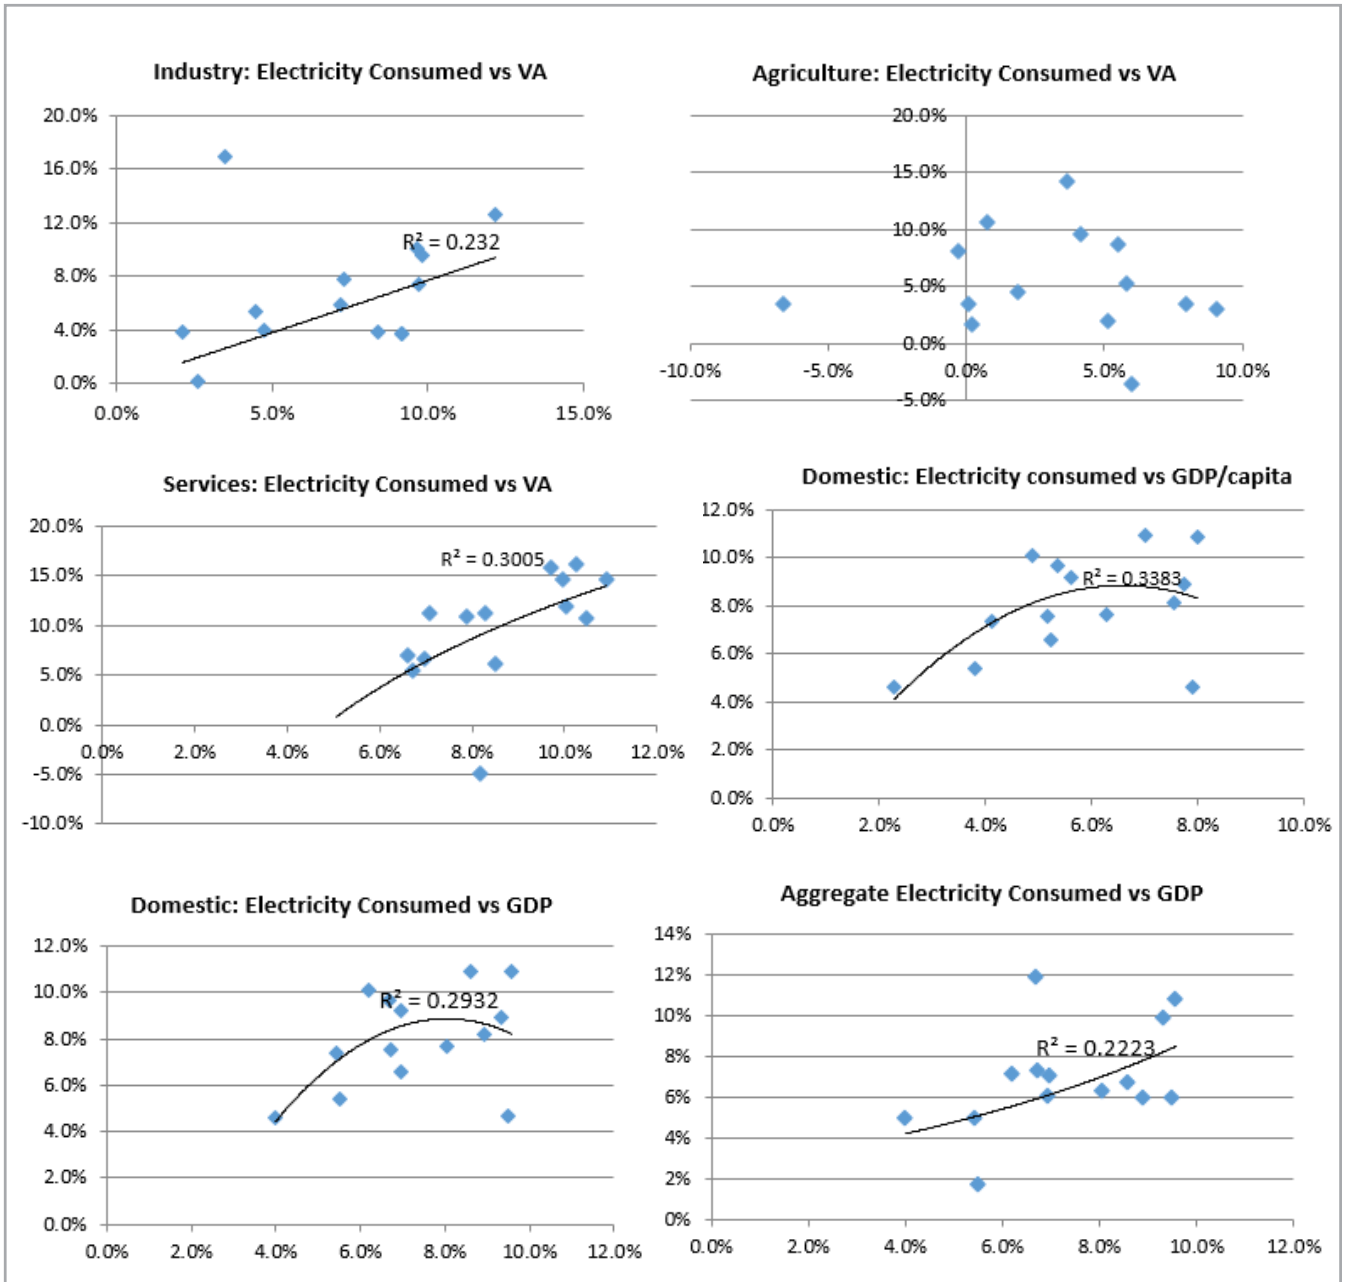 Industry: Electricity Consumed vs VA
20.0%
16.0%
12.0%
8.0%
4.0%
0.0%
R² = 0.232
0.0% 5.0% 10.0% 15.0%
Agriculture: Electricity Consumed vs VA
20.0%
15.0%
10.0%
5.0%
0.0%
-5.0%
-10.0% -5.0% 0.0% 5.0% 10.0%
Services: Electricity Consumed vs VA
20.0%
15.0%
10.0%
5.0%
0.0%
-5.0%
-10.0%
R² = 0.3005
0.0% 2.0% 4.0% 6.0% 8.0% 10.0% 12.0%
Domestic: Electricity consumed vs GDP/capita
12.0%
10.0%
8.0%
6.0%
4.0%
2.0%
0.0%
R² = 0.3383
0.0% 2.0% 4.0% 6.0% 8.0% 10.0%
Domestic: Electricity Consumed vs GDP
12.0%
10.0%
8.0%
6.0%
4.0%
2.0%
0.0%
R² = 0.2932
0.0% 2.0% 4.0% 6.0% 8.0% 10.0% 12.0%
Aggregate Electricity Consumed vs GDP
14%
12%
10%
8%
6%
4%
2%
0%
R² = 0.2223
0.0% 2.0% 4.0% 6.0% 8.0% 10.0% 12.0%